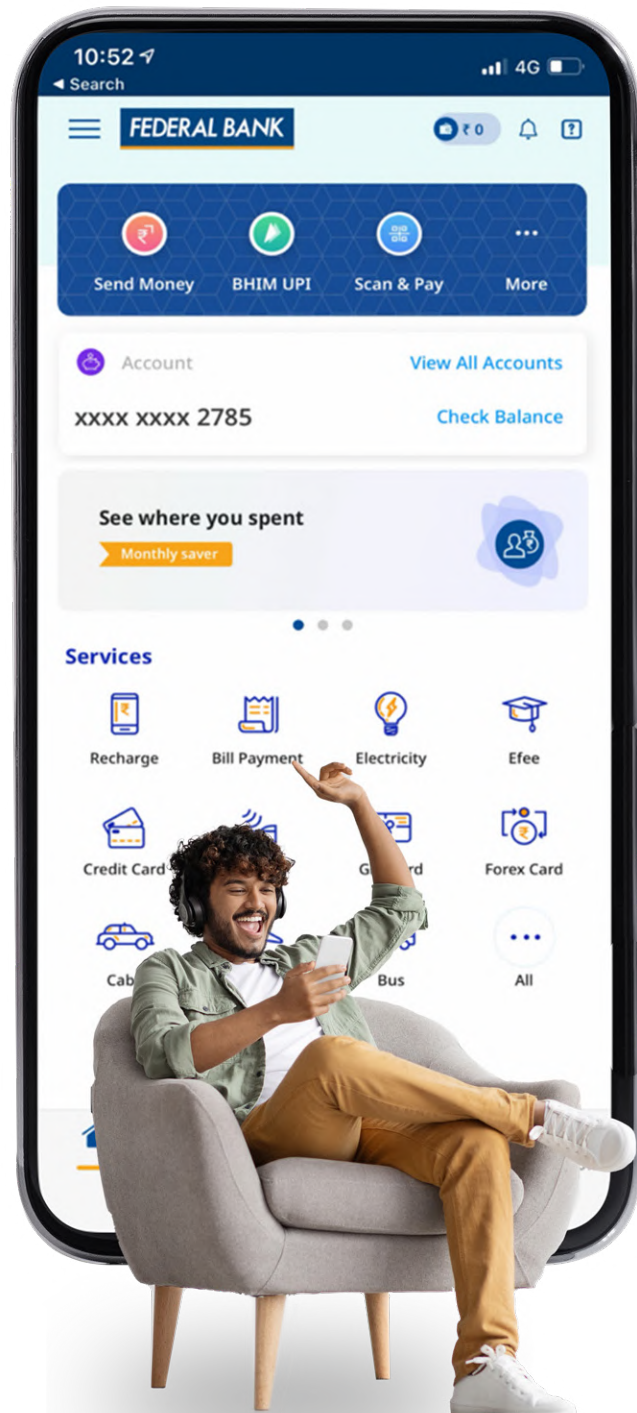 10:52
Search
4G
FEDERAL BANK
₹ 0
?
Send Money BHIM UPI Scan & Pay More
Account View All Accounts
xxxx xxxx 2785 Check Balance
See where you spent
Monthly saver
Services
Recharge Bill Payment Electricity Efee
Credit Card Forex Card
Bus All